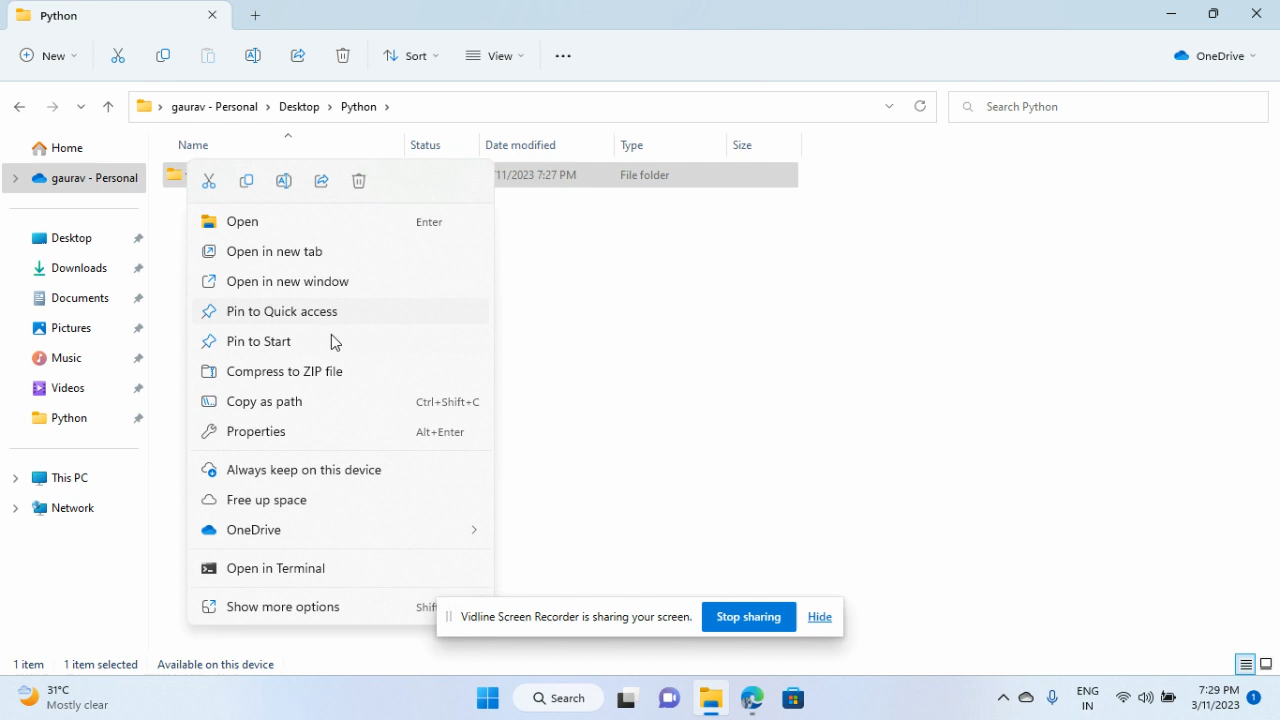 Python
New
Sort
View
OneDrive
gaurav - Personal > Desktop > Python >
Search Python
Name
Status
Date modified
Type
Size
11/2023 7:27 PM
File folder
Home
gaurav - Personal
Desktop
Downloads
Documents
Pictures
Music
Videos
Python
This PC
Network
Open Enter
Open in new tab
Open in new window
Pin to Quick access
Pin to Start
Compress to ZIP file
Copy as path Ctrl+Shift+C
Properties Alt+Enter
Always keep on this device
Free up space
OneDrive
Open in Terminal
Show more options
Vidline Screen Recorder is sharing your screen.
Stop sharing
Hide
1 item
1 item selected
Available on this device
31°C
Mostly clear
Search
ENG
IN
7:29 PM
3/11/2023
1